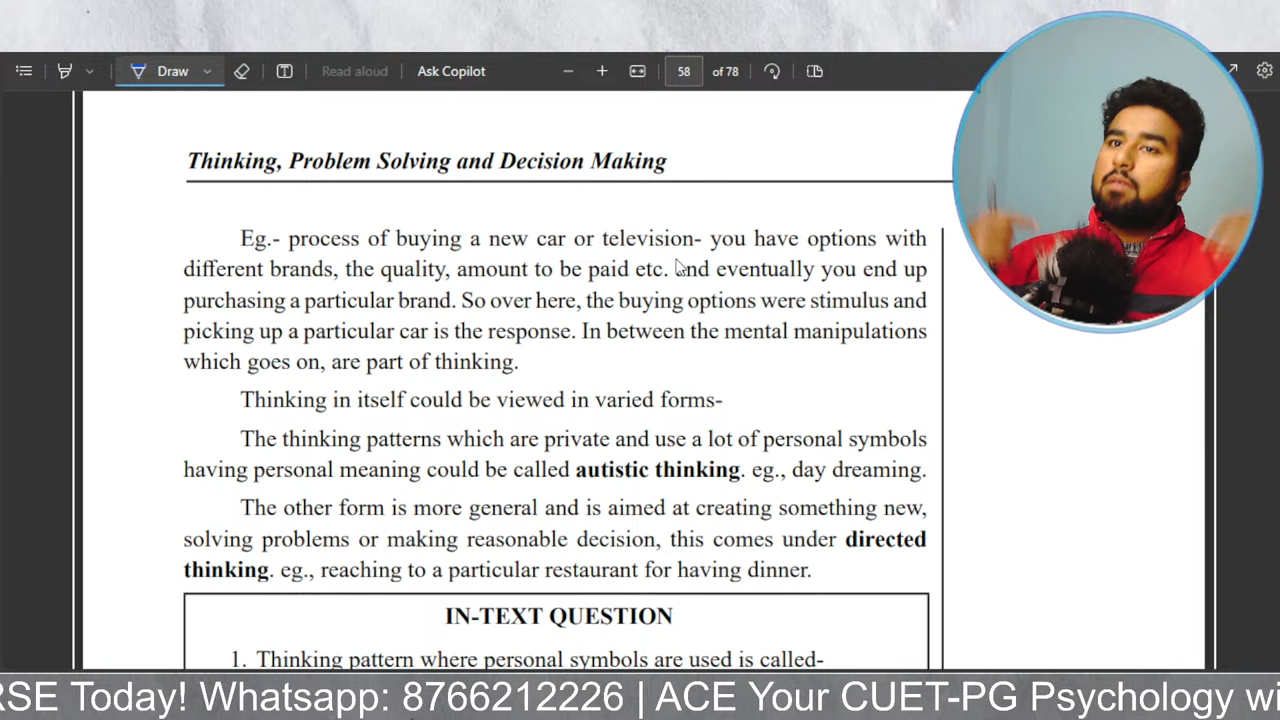 Draw
Read aloud
Ask Copilot
58 of 78
Thinking, Problem Solving and Decision Making
Eg.- process of buying a new car or television- you have options with
different brands, the quality, amount to be paid etc. And eventually you end up
purchasing a particular brand. So over here, the buying options were stimulus and
picking up a particular car is the response. In between the mental manipulations
which goes on, are part of thinking.
Thinking in itself could be viewed in varied forms-
The thinking patterns which are private and use a lot of personal symbols
having personal meaning could be called autistic thinking. eg., day dreaming.
The other form is more general and is aimed at creating something new,
solving problems or making reasonable decision, this comes under directed
thinking. eg., reaching to a particular restaurant for having dinner.
IN-TEXT QUESTION
1. Thinking pattern where personal symbols are used is called-
RSE Today! Whatsapp: 8766212226 | ACE Your CUET-PG Psychology wi